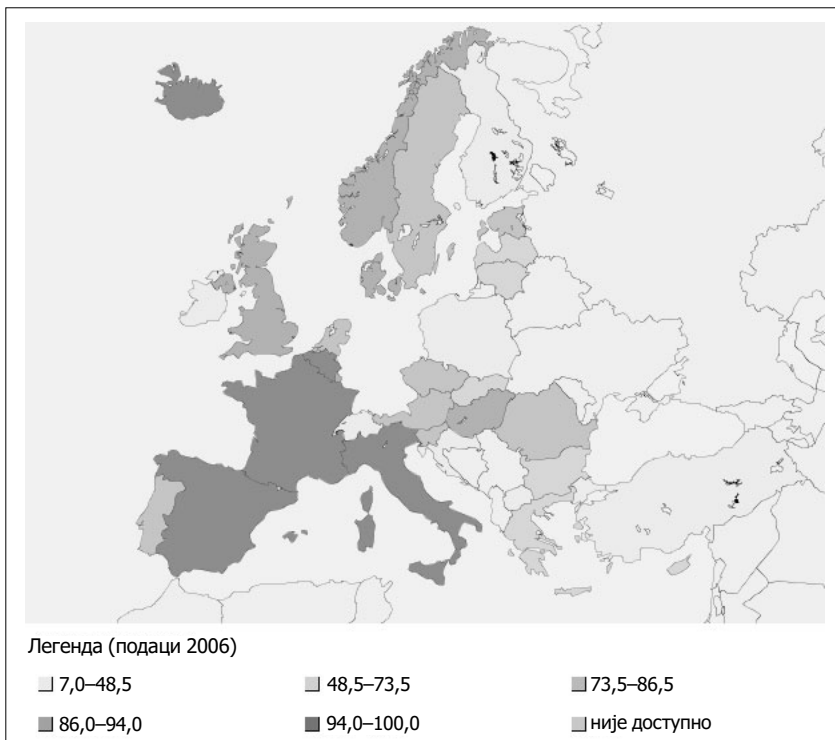 Легенда (подаци 2006)
7,0–48,5 48,5–73,5 73,5–86,5
86,0–94,0 94,0–100,0 није доступно